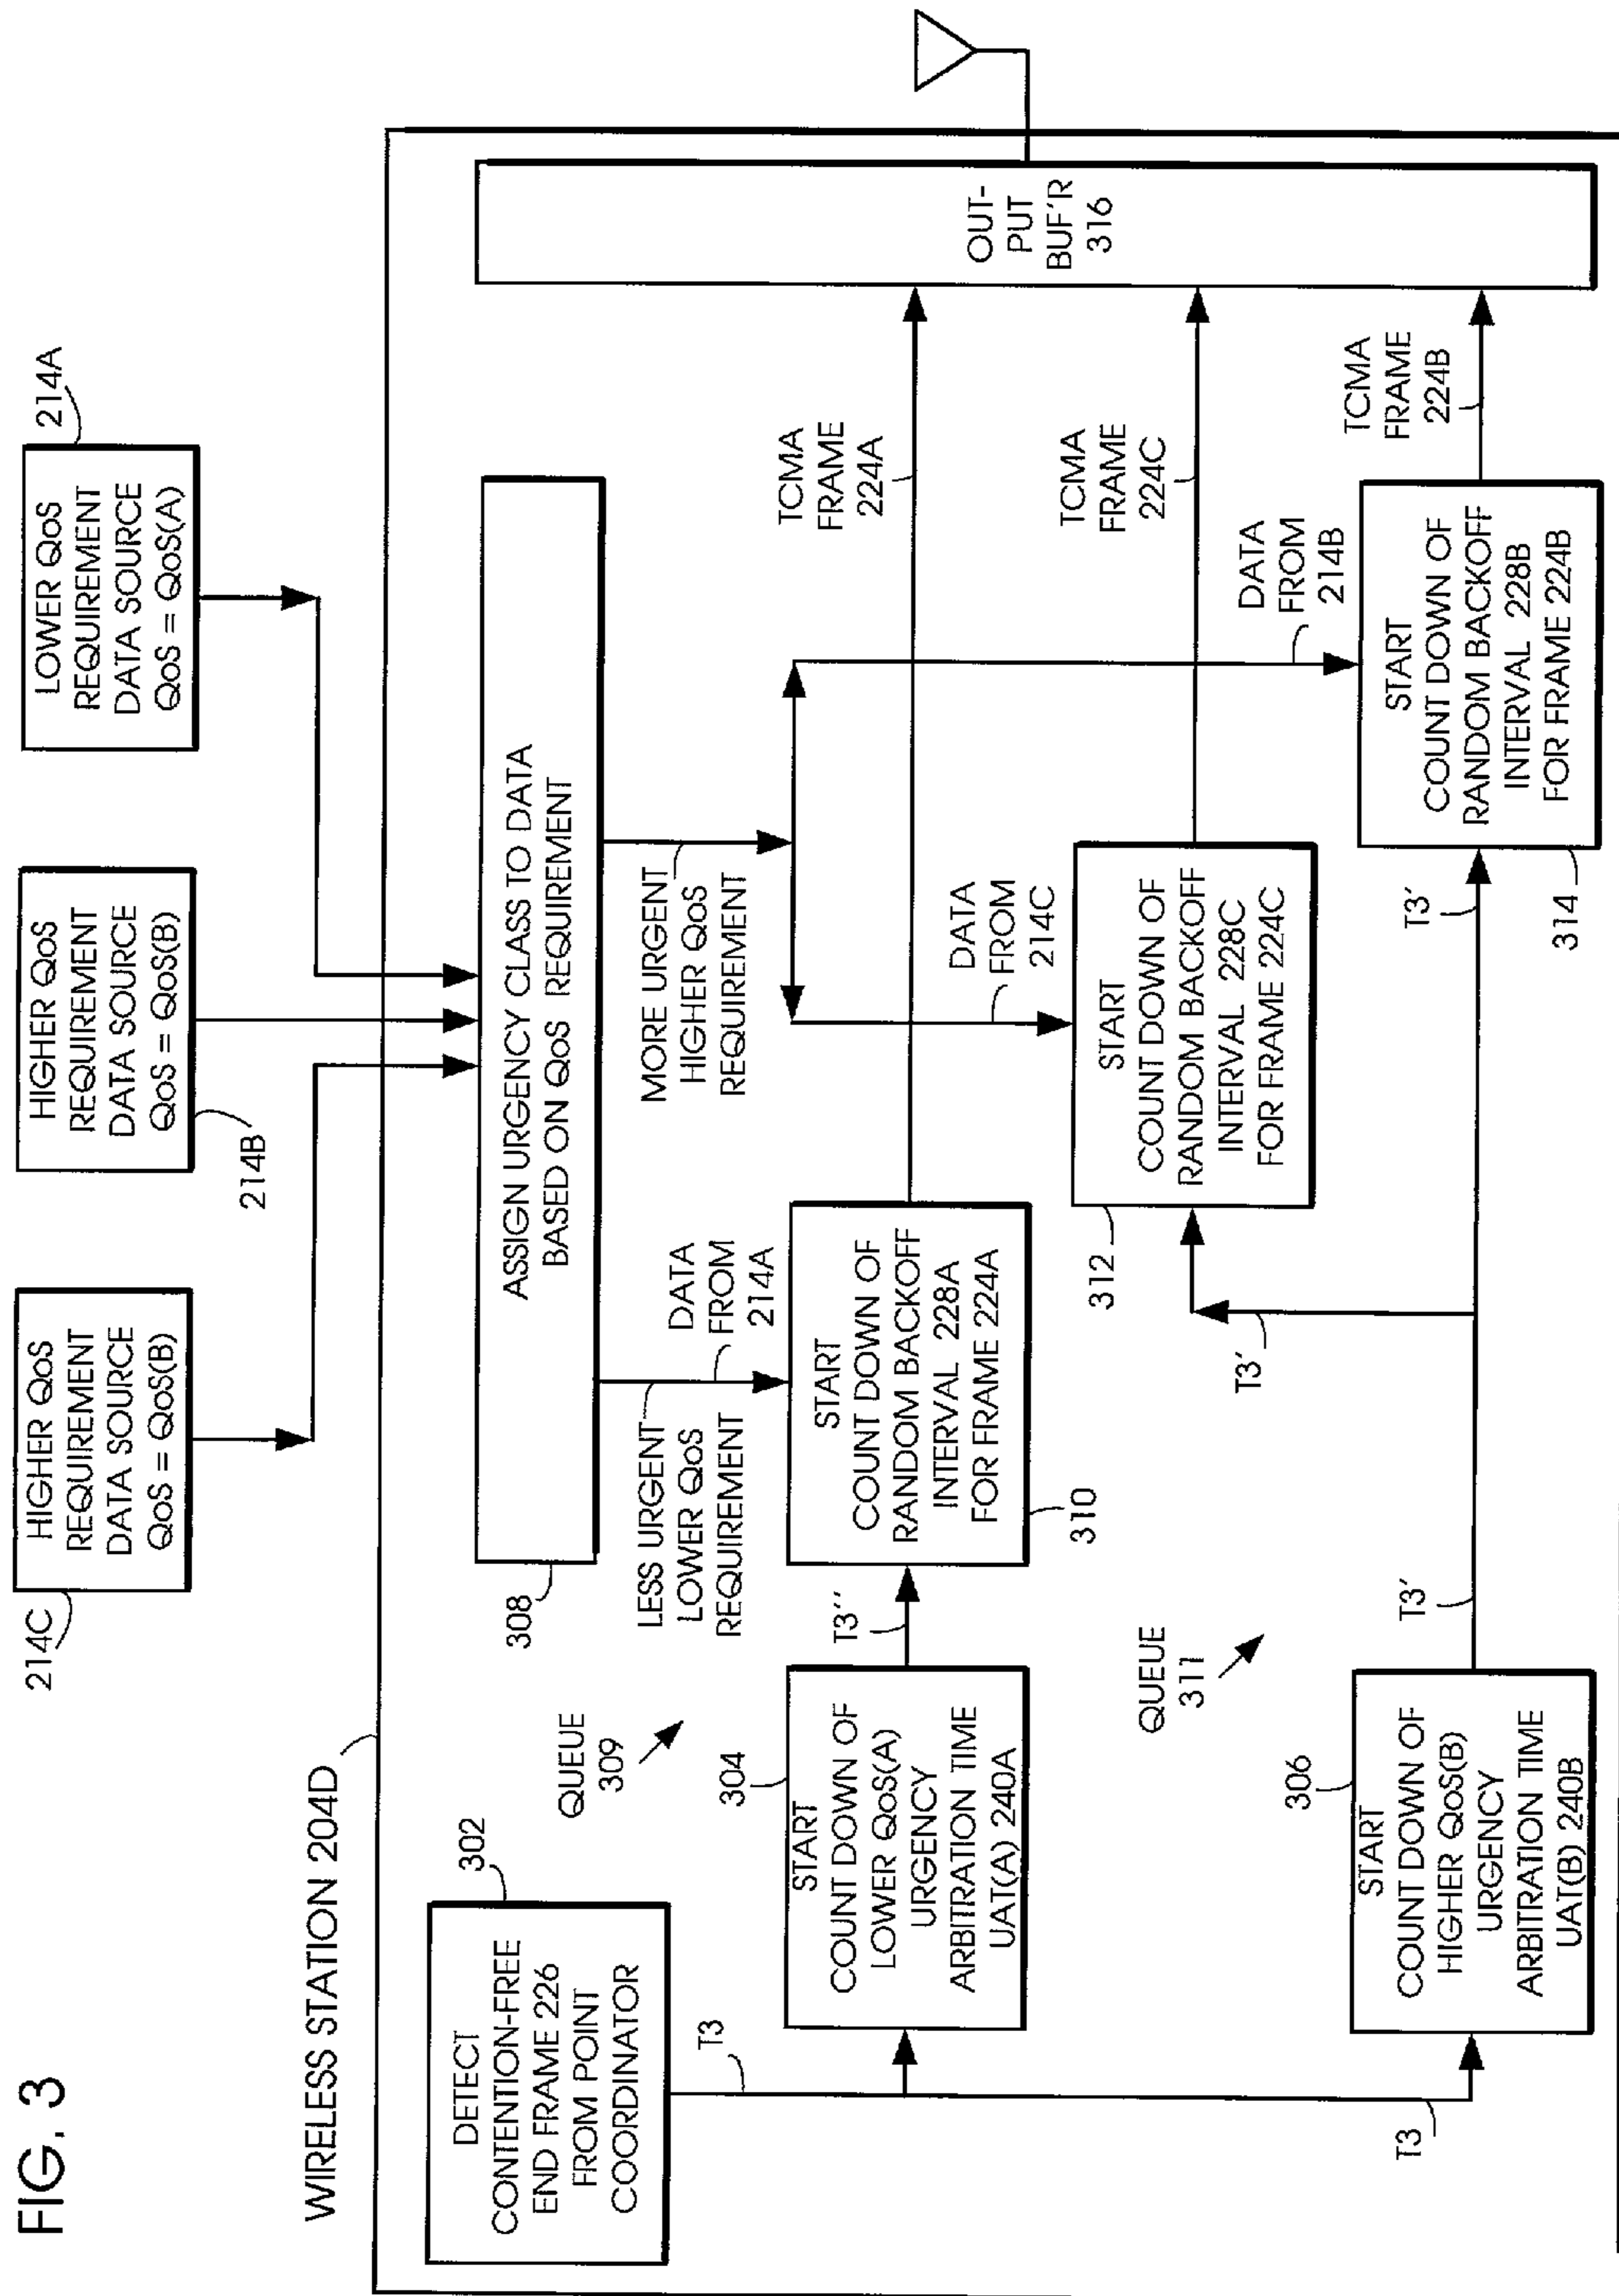 FIG. 3
214C
HIGHER QoS
REQUIREMENT
DATA SOURCE
QoS = QoS(B)
HIGHER QoS
REQUIREMENT
DATA SOURCE
QoS = QoS(B)
214B
LOWER QoS
REQUIREMENT
DATA SOURCE
QoS = QoS(A)
214A
WIRELESS STATION 204D
302
DETECT
CONTENTION-FREE
END FRAME 226
FROM POINT
COORDINATOR
308
ASSIGN URGENCY CLASS TO DATA
BASED ON QoS REQUIREMENT
OUT-
PUT
BUF'R
316
QUEUE
309
LESS URGENT
LOWER QoS
REQUIREMENT
DATA
FROM
214A
MORE URGENT
HIGHER QoS
REQUIREMENT
T3
304
START
COUNT DOWN OF
LOWER QoS(A)
URGENCY
ARBITRATION TIME
UAT(A) 240A
T3''
START
COUNT DOWN OF
RANDOM BACKOFF
INTERVAL 228A
FOR FRAME 224A
310
TCMA
FRAME
224A
DATA
FROM
214C
TCMA
FRAME
224C
QUEUE
311
312
START
COUNT DOWN OF
RANDOM BACKOFF
INTERVAL 228C
FOR FRAME 224C
T3'
DATA
FROM
214B
306
START
COUNT DOWN OF
HIGHER QoS(B)
URGENCY
ARBITRATION TIME
UAT(B) 240B
T3
T3'
T3'
START
COUNT DOWN OF
RANDOM BACKOFF
INTERVAL 228B
FOR FRAME 224B
314
TCMA
FRAME
224B